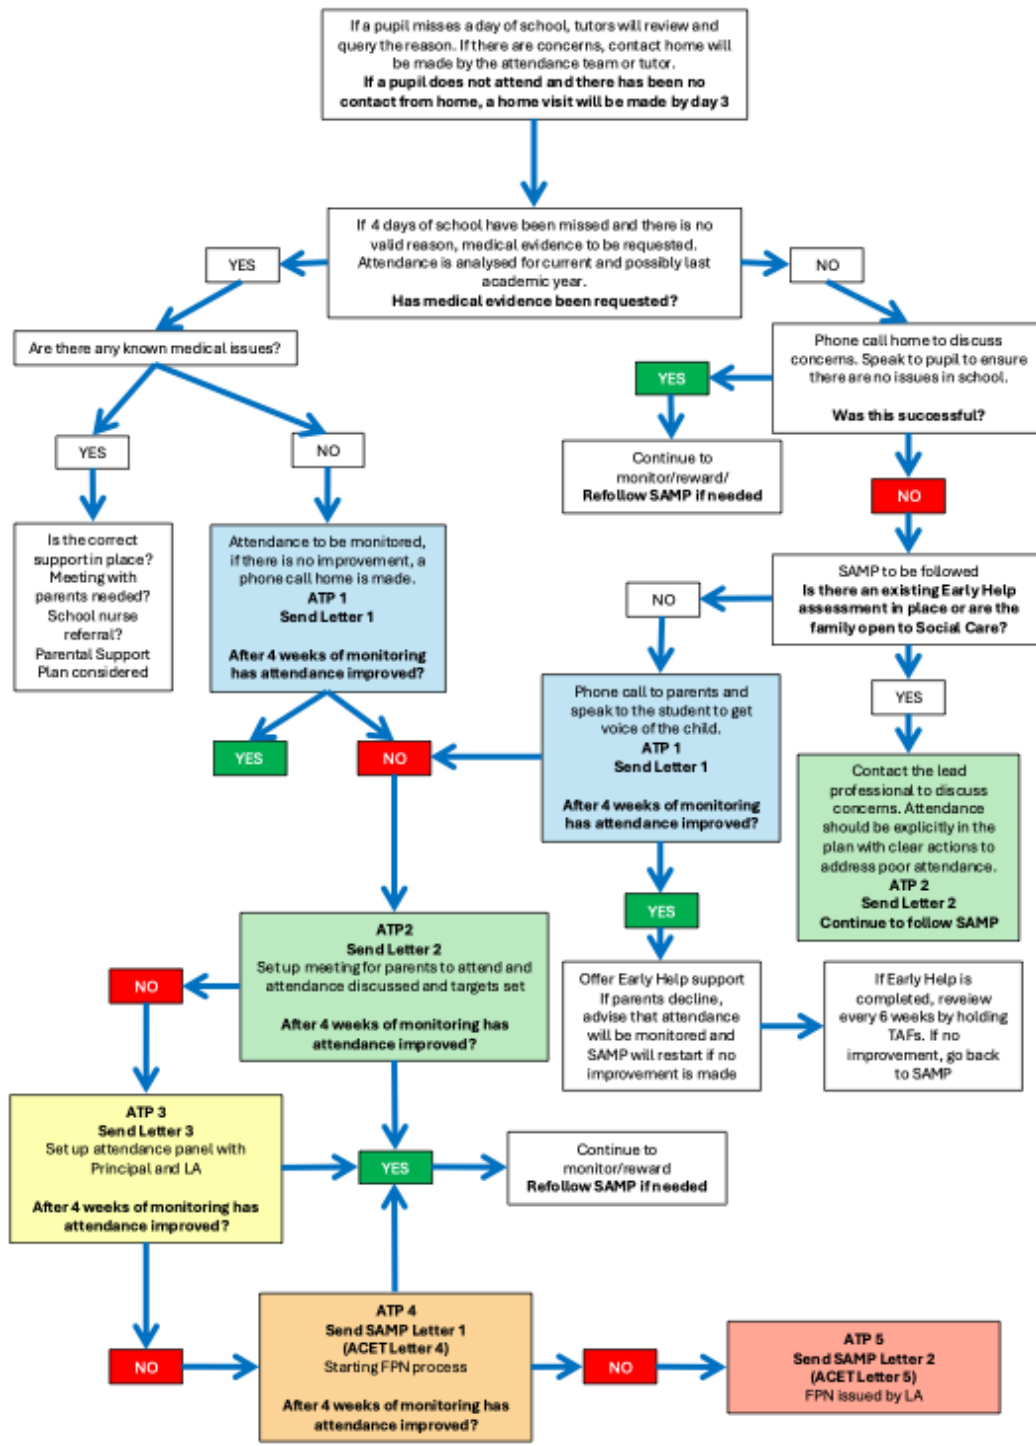 If a pupil misses a day of school, tutors will review and
query the reason. If there are concerns, contact home will
be made by the attendance team or tutor.
If a pupil does not attend and there has been no
contact from home, a home visit will be made by day 3
If 4 days of school have been missed and there is no
valid reason, medical evidence to be requested.
Attendance is analysed for current and possibly last
academic year.
Has medical evidence been requested?
YES
NO
Are there any known medical issues?
Phone call home to discuss
concerns. Speak to pupil to ensure
there are no issues in school.
Was this successful?
YES
YES
NO
Continue to
monitor/reward/
Refollow SAMP if needed
NO
Is the correct
support in place?
Meeting with
parents needed?
School nurse
referral?
Parental Support
Plan considered
Attendance to be monitored,
if there is no improvement, a
phone call home is made.
ATP 1
Send Letter 1
After 4 weeks of monitoring
has attendance improved?
SAMP to be followed
Is there an existing Early Help
assessment in place or are the
family open to Social Care?
NO
YES
Phone call to parents and
speak to the student to get
voice of the child.
ATP 1
Send Letter 1
After 4 weeks of monitoring
has attendance improved?
YES
NO
Contact the lead
professional to discuss
concerns. Attendance
should be explicitly in the
plan with clear actions to
address poor attendance.
ATP 2
Send Letter 2
Continue to follow SAMP
YES
ATP2
Send Letter 2
Set up meeting for parents to attend and
attendance discussed and targets set
After 4 weeks of monitoring has
attendance improved?
NO
Offer Early Help support
If parents decline,
advise that attendance
will be monitored and
SAMP will restart if no
improvement is made
If Early Help is
completed, reveiew
every 6 weeks by holding
TAFs. If no
improvement, go back
to SAMP
ATP 3
Send Letter 3
Set up attendance panel with
Principal and LA
After 4 weeks of monitoring has
attendance improved?
YES
Continue to
monitor/reward
Refollow SAMP if needed
NO
ATP 4
Send SAMP Letter 1
(ACET Letter 4)
Starting FPN process
After 4 weeks of monitoring has
attendance improved?
NO
ATP 5
Send SAMP Letter 2
(ACET Letter 5)
FPN issued by LA